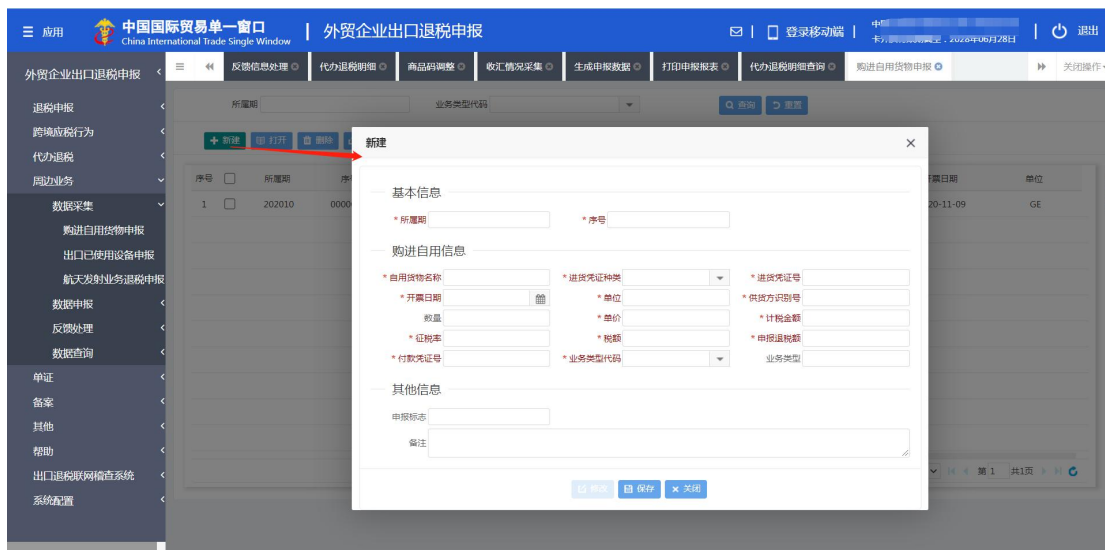 应用 中国国际贸易单一窗口 外贸企业出口退税申报 登录移动端 退出
China International Trade Single Window
外贸企业出口退税申报 反馈信息处理 代办退税明细 商品码调整 收汇情况采集 生成申报数据 打印申报报表 代办退税明细查询 购进自用货物申报 关闭操作
退税申报
跨境应税行为
代办退税
周边业务
数据采集
购进自用货物申报
出口已使用设备申报
航天发射业务退税申报
数据申报
反馈处理
数据查询
单证
备案
其他
帮助
出口退税联网稽查系统
系统配置
所属期 业务类型代码 查询 重置
新建 打开 删除
序号 所属期 开票日期 单位
1 202010 20-11-09 GE
新建
基本信息
*所属期 *序号
购进自用信息
*自用货物名称 *进货凭证种类 *进货凭证号
*开票日期 *单位 *供货方识别号
数量 *单价 *计税金额
*征税率 *税额 *申报退税额
*付款凭证号 *业务类型代码 业务类型
其他信息
申报标志
备注
修改 保存 关闭
第1 共1页